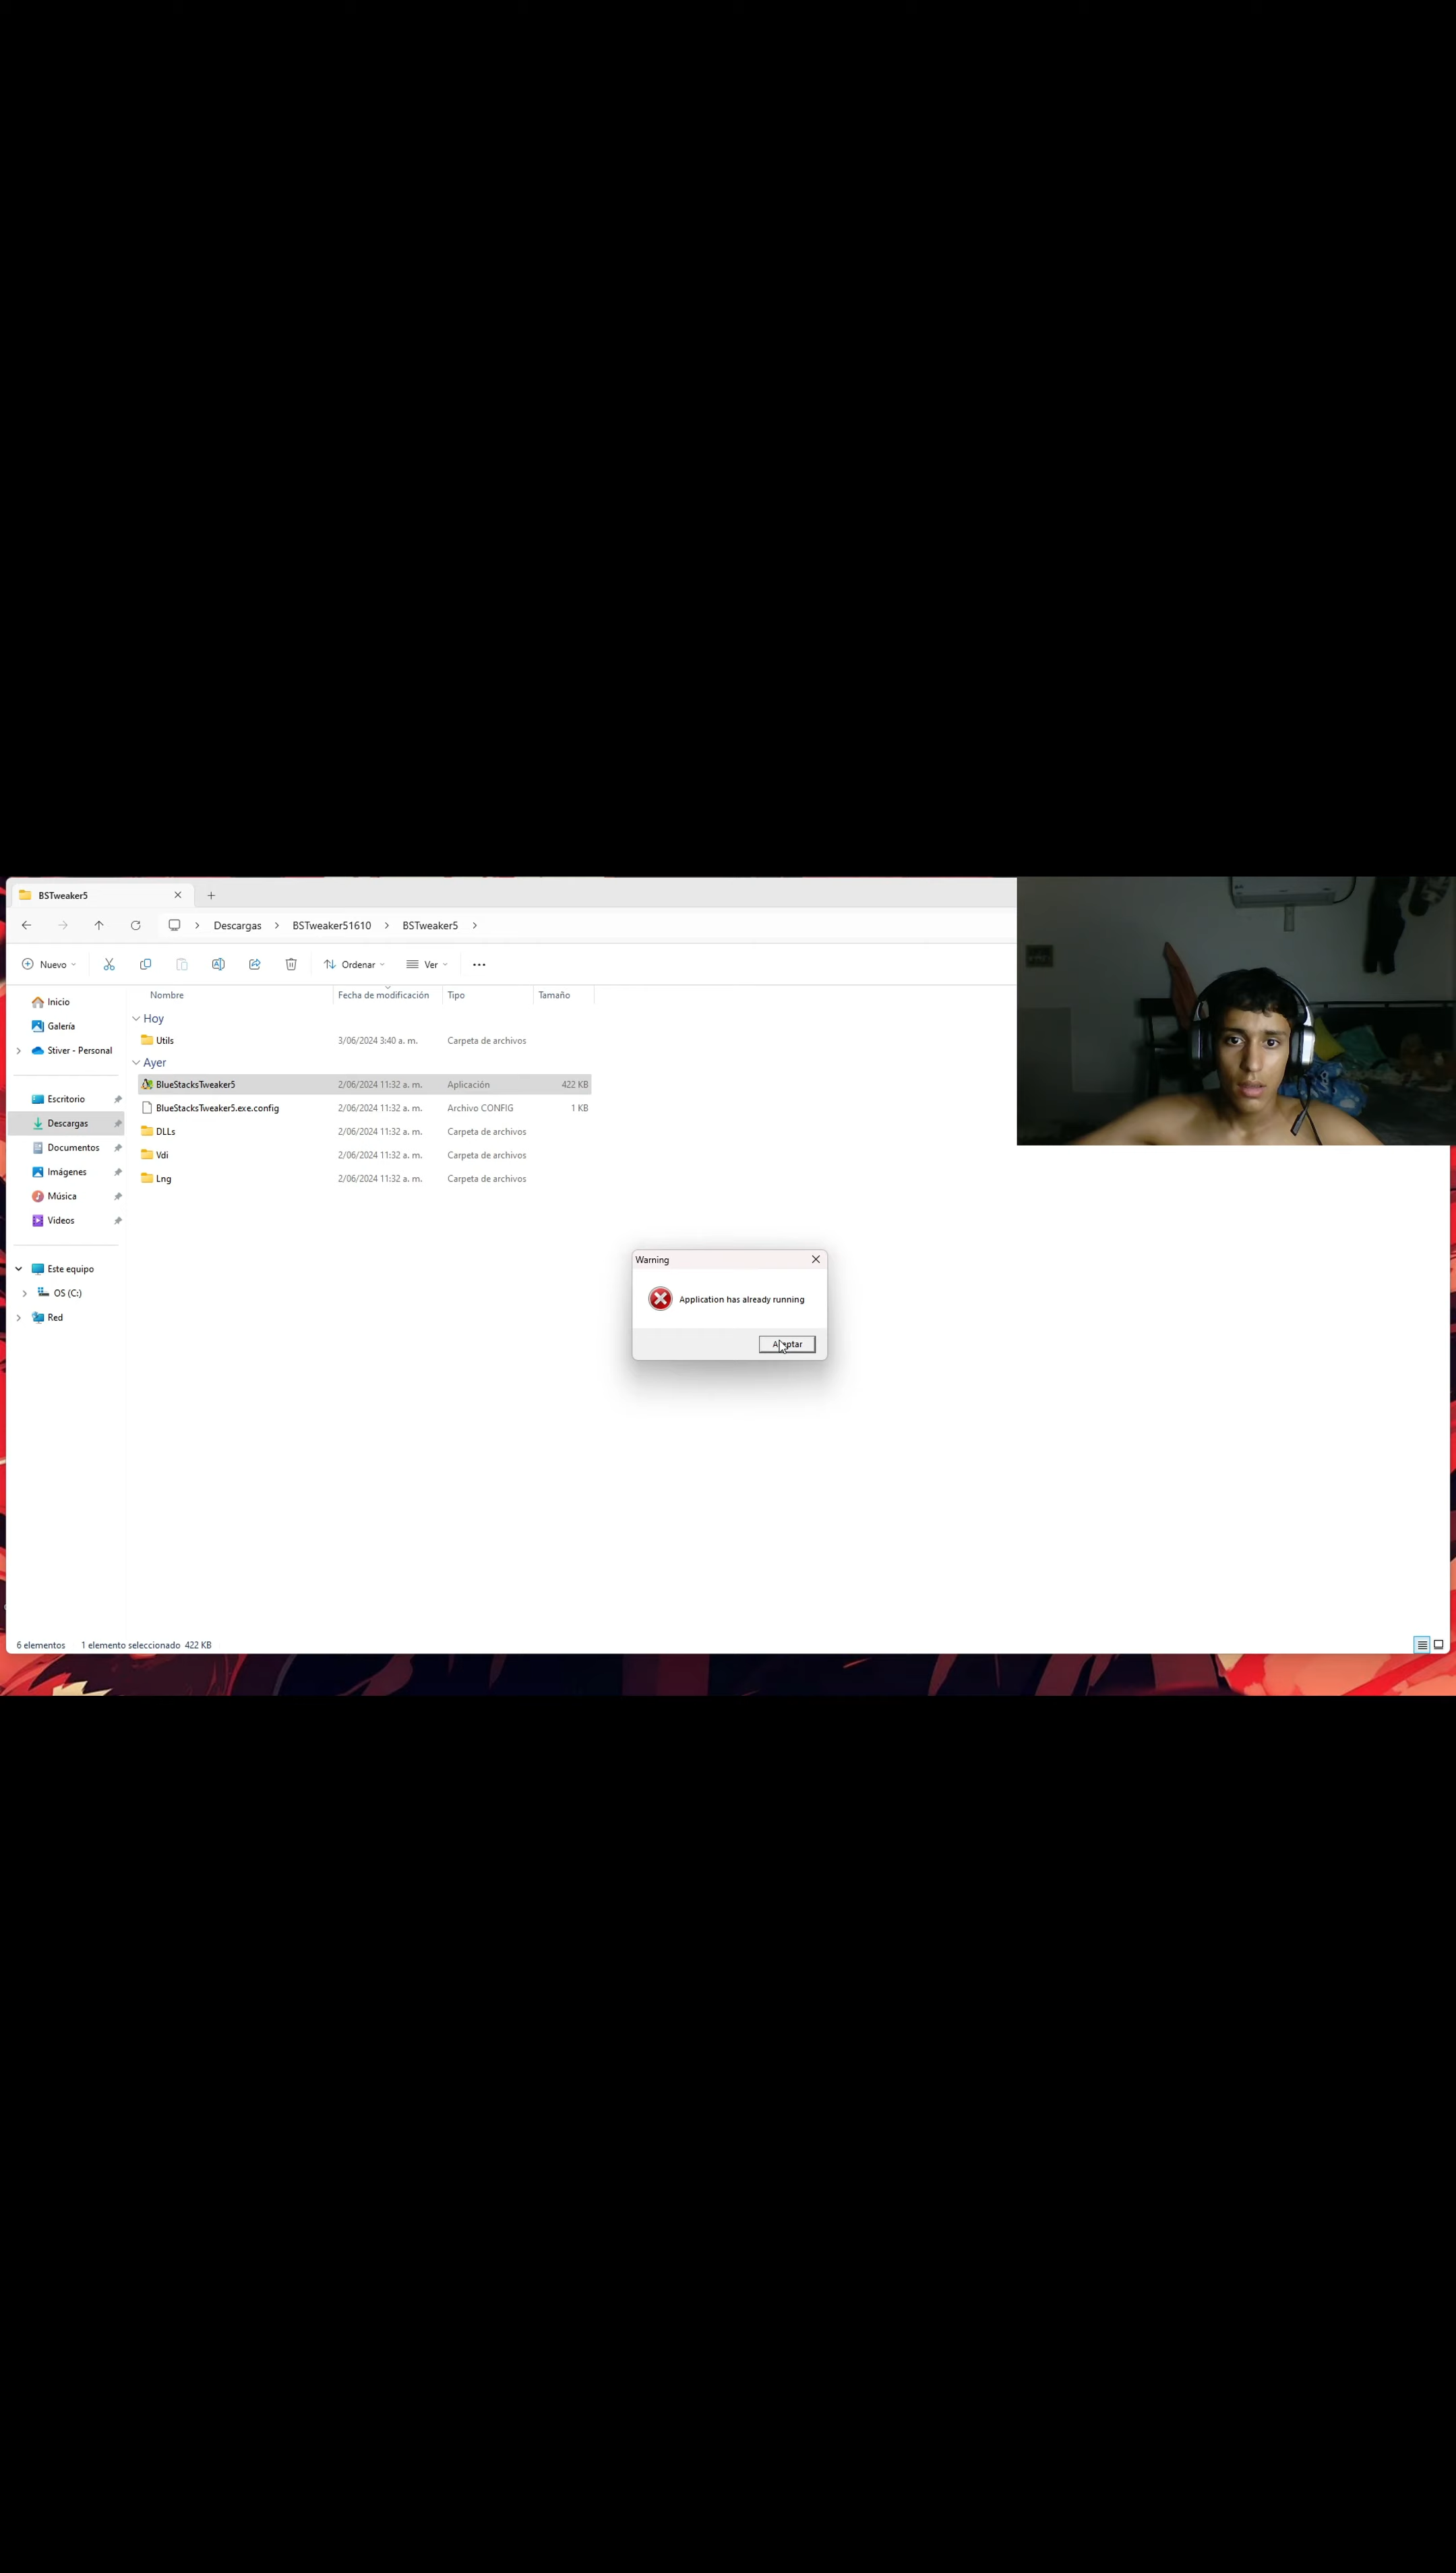 BSTweaker5
Descargas > BSTweaker51610 > BSTweaker5 >
Nuevo Ordenar Ver
Nombre Fecha de modificación Tipo Tamaño
Hoy
Utils 3/06/2024 3:40 a. m. Carpeta de archivos
Ayer
BlueStacksTweaker5 2/06/2024 11:32 a. m. Aplicación 422 KB
BlueStacksTweaker5.exe.config 2/06/2024 11:32 a. m. Archivo CONFIG 1 KB
DLLs 2/06/2024 11:32 a. m. Carpeta de archivos
Vdi 2/06/2024 11:32 a. m. Carpeta de archivos
Lng 2/06/2024 11:32 a. m. Carpeta de archivos
Inicio
Galería
Stiver - Personal
Escritorio
Descargas
Documentos
Imágenes
Música
Videos
Este equipo
OS (C:)
Red
Warning
Application has already running
Aceptar
6 elementos 1 elemento seleccionado 422 KB